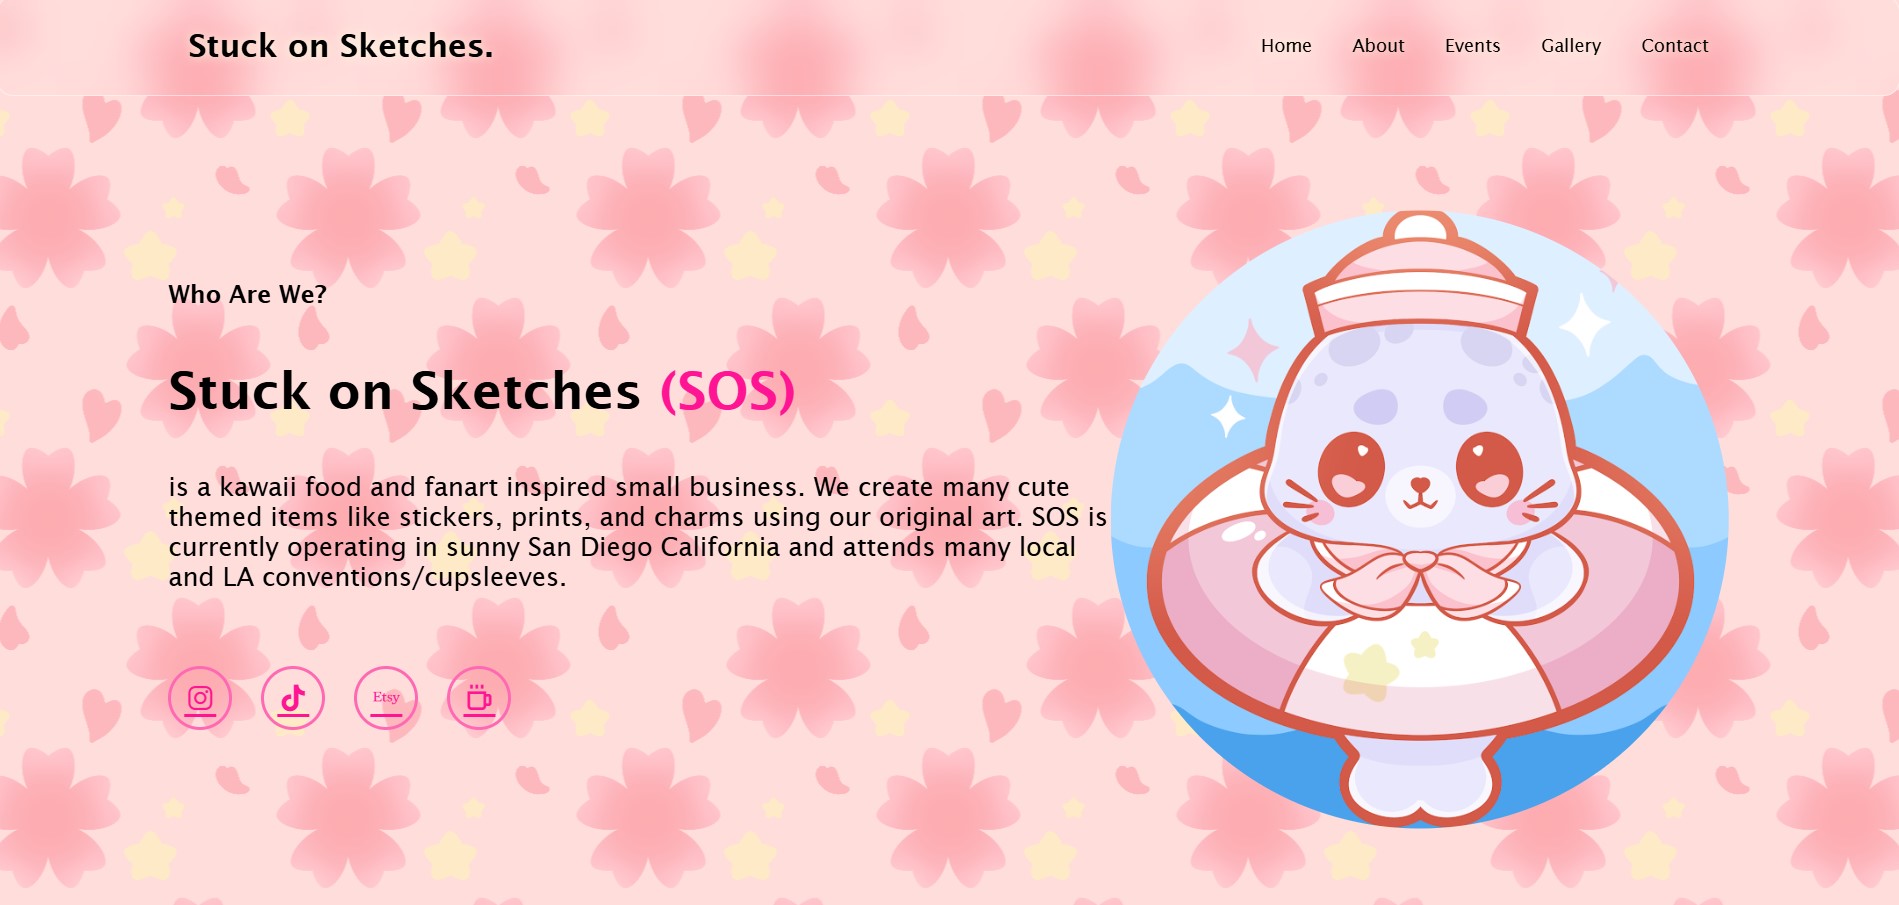 Stuck on Sketches.
Home About Events Gallery Contact
Who Are We?
Stuck on Sketches (SOS)
is a kawaii food and fanart inspired small business. We create many cute
themed items like stickers, prints, and charms using our original art. SOS is
currently operating in sunny San Diego California and attends many local
and LA conventions/cupsleeves.
Etsy